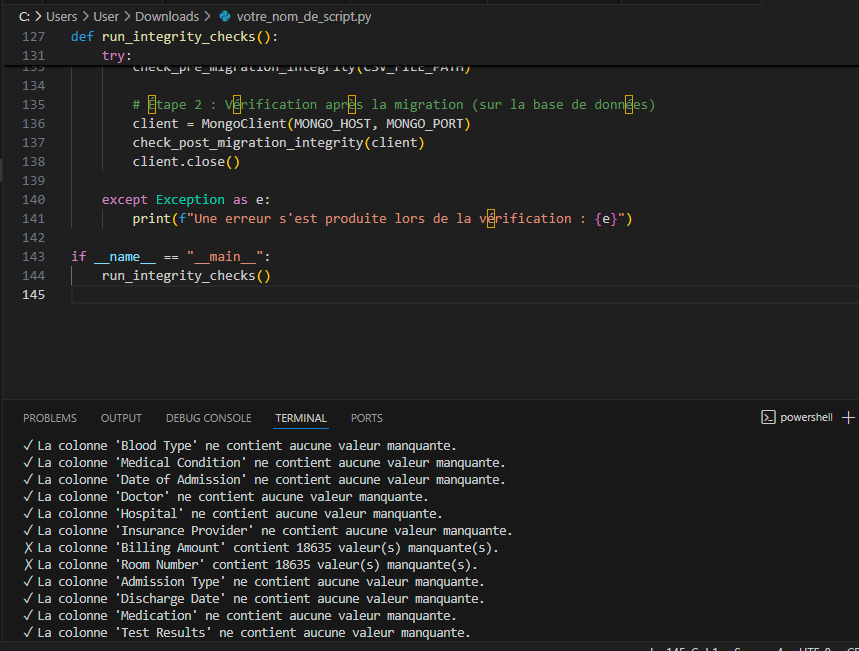 C: > Users > User > Downloads > votre_nom_de_script.py
127 def run_integrity_checks():
131 try:
133 check_pre_migration_integrity(CSV_FILE_PATH)
134
135 # Étape 2 : Vérification après la migration (sur la base de données)
136 client = MongoClient(MONGO_HOST, MONGO_PORT)
137 check_post_migration_integrity(client)
138 client.close()
139
140 except Exception as e:
141 print(f"Une erreur s'est produite lors de la vérification : {e}")
142
143 if __name__ == "__main__":
144 run_integrity_checks()
145
PROBLEMS OUTPUT DEBUG CONSOLE TERMINAL PORTS powershell
✓ La colonne 'Blood Type' ne contient aucune valeur manquante.
✓ La colonne 'Medical Condition' ne contient aucune valeur manquante.
✓ La colonne 'Date of Admission' ne contient aucune valeur manquante.
✓ La colonne 'Doctor' ne contient aucune valeur manquante.
✓ La colonne 'Hospital' ne contient aucune valeur manquante.
✓ La colonne 'Insurance Provider' ne contient aucune valeur manquante.
✗ La colonne 'Billing Amount' contient 18635 valeur(s) manquante(s).
✗ La colonne 'Room Number' contient 18635 valeur(s) manquante(s).
✓ La colonne 'Admission Type' ne contient aucune valeur manquante.
✓ La colonne 'Discharge Date' ne contient aucune valeur manquante.
✓ La colonne 'Medication' ne contient aucune valeur manquante.
✓ La colonne 'Test Results' ne contient aucune valeur manquante.